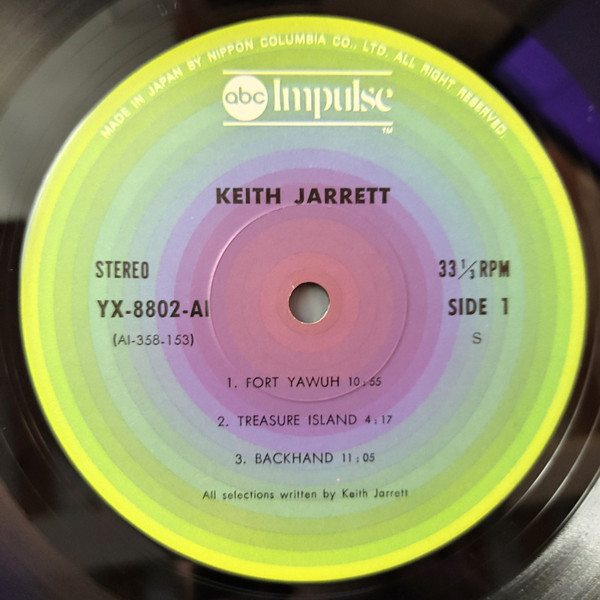 MADE IN JAPAN BY NIPPON COLUMBIA CO., LTD. ALL RIGHT RESERVED.
abc Impulse
TM
KEITH JARRETT
STEREO
33 1/3 RPM
YX-8802-AI
SIDE 1
(AI-358-153)
S
1. FORT YAWUH 10:55
2. TREASURE ISLAND 4:17
3. BACKHAND 11:05
All selections written by Keith Jarrett